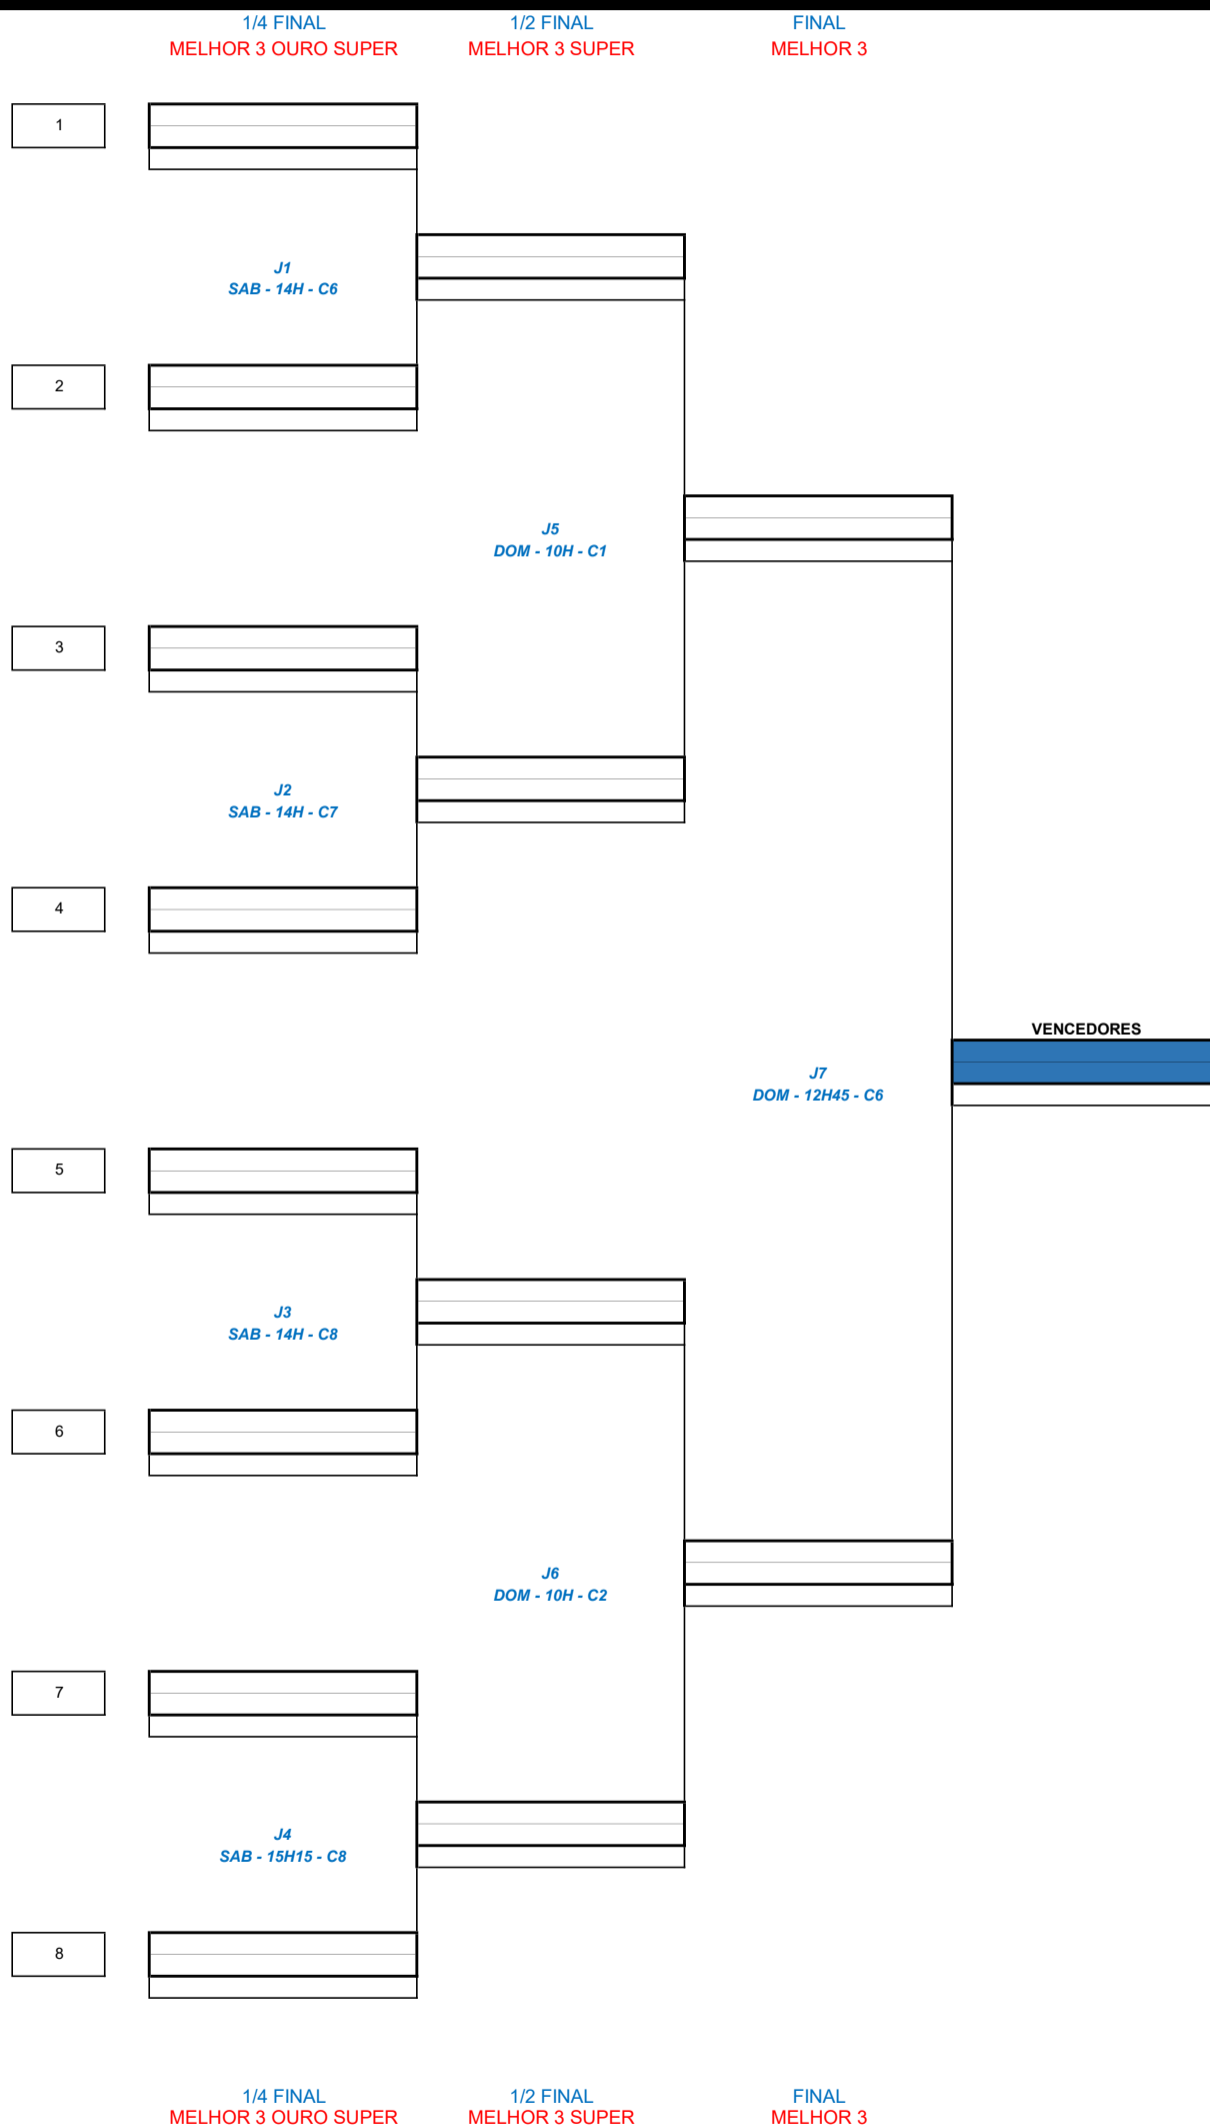 1/4 FINAL
1/2 FINAL
FINAL
MELHOR 3 OURO SUPER
MELHOR 3 SUPER
MELHOR 3
1
J1
SAB - 14H - C6
2
J5
DOM - 10H - C1
3
J2
SAB - 14H - C7
4
VENCEDORES
J7
DOM - 12H45 - C6
5
J3
SAB - 14H - C8
6
J6
DOM - 10H - C2
7
J4
SAB - 15H15 - C8
8
1/4 FINAL
1/2 FINAL
FINAL
MELHOR 3 OURO SUPER
MELHOR 3 SUPER
MELHOR 3